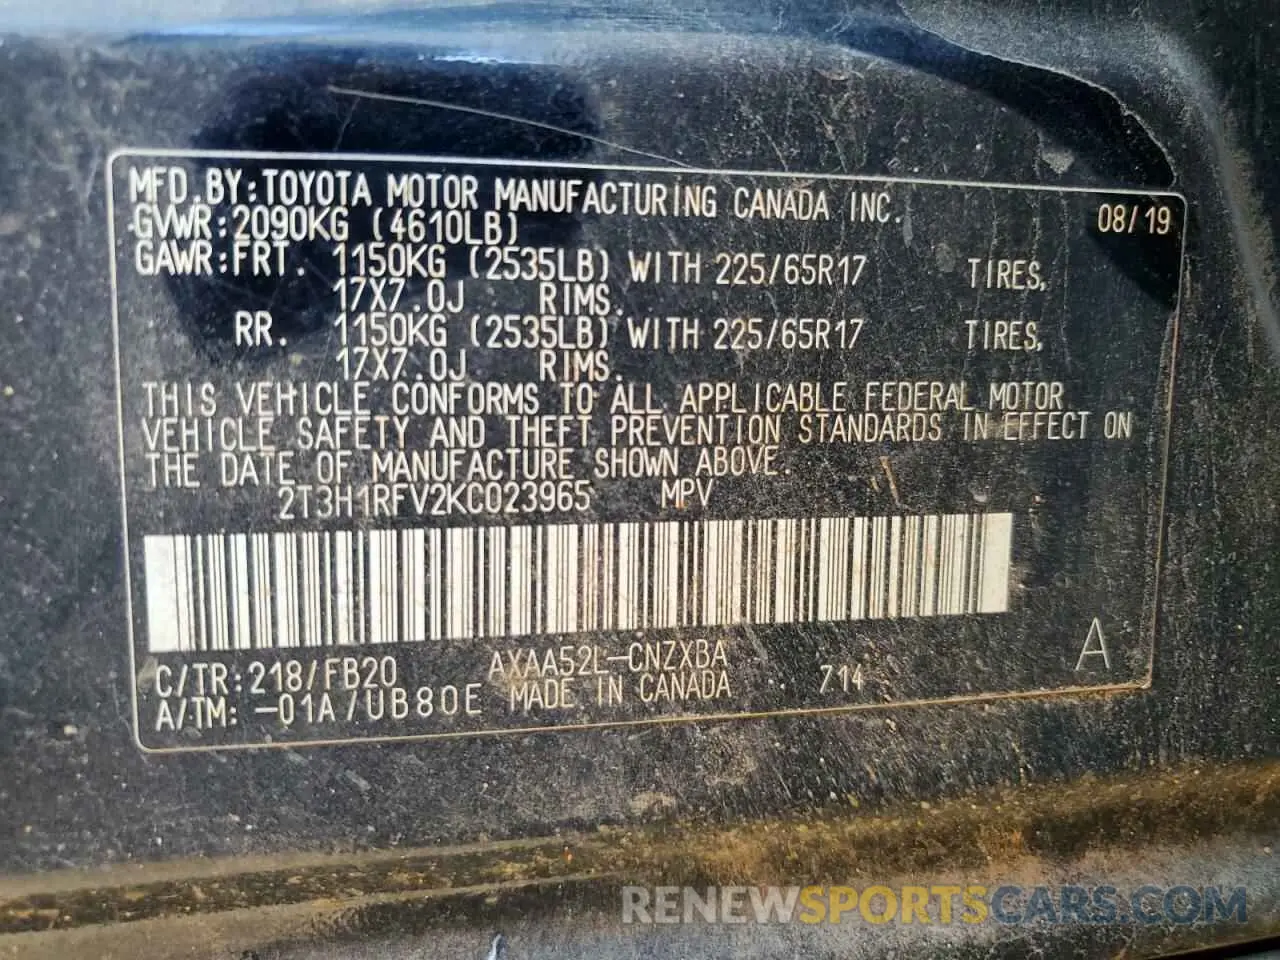 MFD.BY:TOYOTA MOTOR MANUFACTURING CANADA INC. 08/19
GVWR:2090KG (4610LB)
GAWR:FRT. 1150KG (2535LB) WITH 225/65R17 TIRES,
17X7.0J RIMS.
RR. 1150KG (2535LB) WITH 225/65R17 TIRES,
17X7.0J RIMS.
THIS VEHICLE CONFORMS TO ALL APPLICABLE FEDERAL MOTOR
VEHICLE SAFETY AND THEFT PREVENTION STANDARDS IN EFFECT ON
THE DATE OF MANUFACTURE SHOWN ABOVE.
2T3H1RFV2KC023965 MPV
C/TR:218/FB20 AXAA52L-CNZXBA A
A/TM: -01A/UB80E MADE IN CANADA 714
RENEWSPORTSCARS.COM